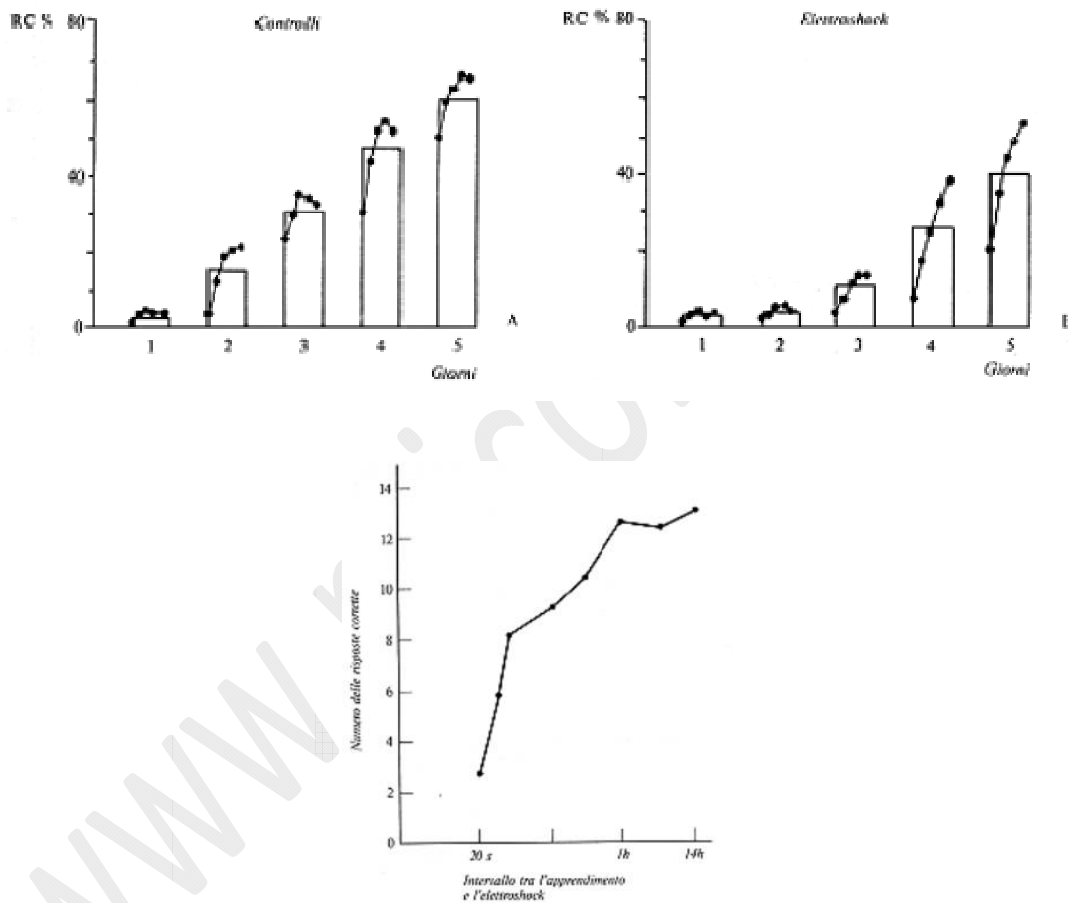 RC % 80 Controlli
40
0
1 2 3 4 5 A
Giorni
RC % 80 Elettroshock
40
0
1 2 3 4 5
Giorni
14
12
10
8
6
4
2
0
Numero delle risposte corrette
20 s 1h 14h
Intervallo tra l'apprendimento
e l'elettroshock
www